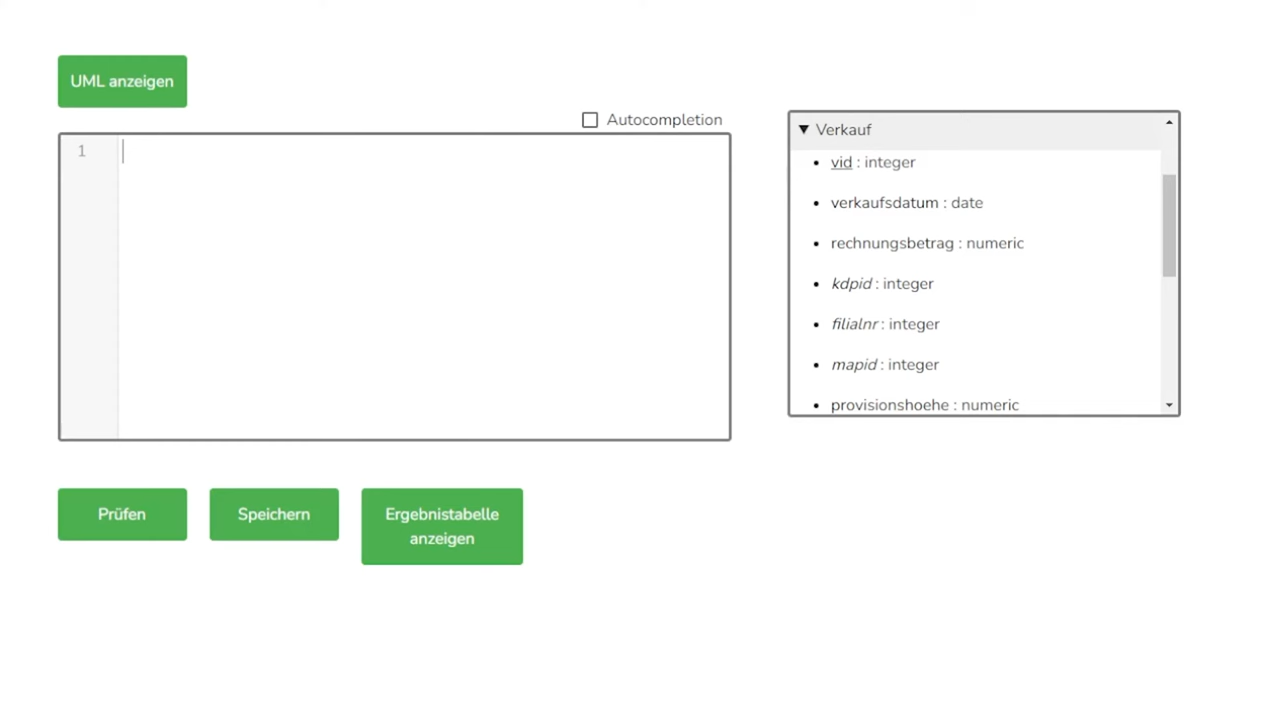 UML anzeigen
Autocompletion
1
Verkauf
vid : integer
verkaufsdatum : date
rechnungsbetrag : numeric
kdpid : integer
filialnr : integer
mapid : integer
provisionshoehe : numeric
Prüfen
Speichern
Ergebnistabelle
anzeigen